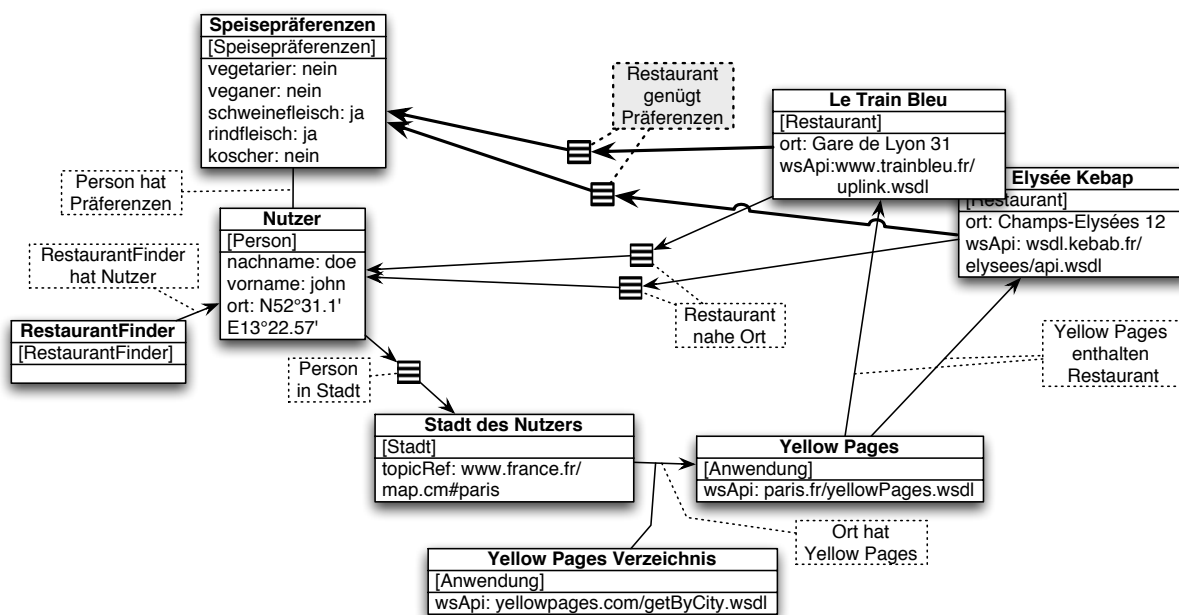 Speisepräferenzen
[Speisepräferenzen]
vegetarier: nein
veganer: nein
schweinefleisch: ja
rindfleisch: ja
koscher: nein
Restaurant
genügt
Präferenzen
Le Train Bleu
[Restaurant]
ort: Gare de Lyon 31
wsApi:www.trainbleu.fr/
uplink.wsdl
Elysée Kebap
[Restaurant]
ort: Champs-Elysées 12
wsApi: wsdl.kebab.fr/
elysees/api.wsdl
Person hat
Präferenzen
Nutzer
[Person]
nachname: doe
vorname: john
ort: N52°31.1'
E13°22.57'
RestaurantFinder
hat Nutzer
RestaurantFinder
[RestaurantFinder]
Restaurant
nahe Ort
Yellow Pages
enthalten
Restaurant
Person
in Stadt
Stadt des Nutzers
[Stadt]
topicRef: www.france.fr/
map.cm#paris
Yellow Pages
[Anwendung]
wsApi: paris.fr/yellowPages.wsdl
Ort hat
Yellow Pages
Yellow Pages Verzeichnis
[Anwendung]
wsApi: yellowpages.com/getByCity.wsdl